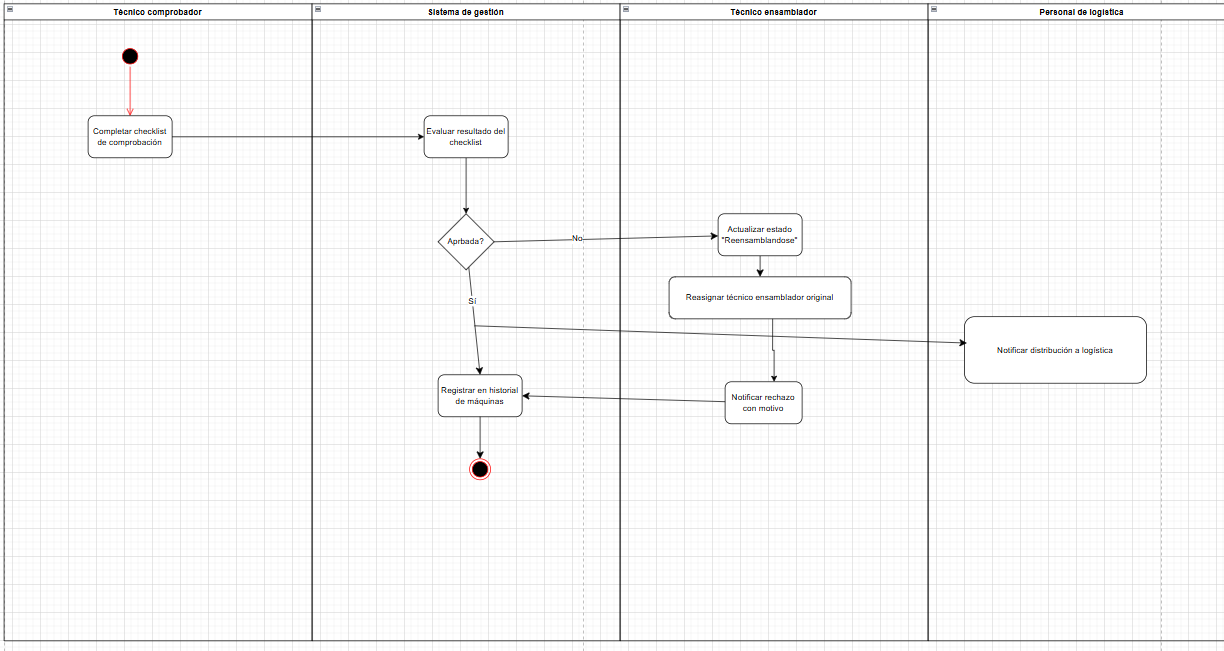 Técnico comprobador
Sistema de gestión
Técnico ensamblador
Personal de logística
Completar checklist
de comprobación
Evaluar resultado del
checklist
Aprbada?
No
Actualizar estado
"Reensamblandose"
Reasignar técnico ensamblador original
Sí
Notificar distribución a logística
Registrar en historial
de máquinas
Notificar rechazo
con motivo